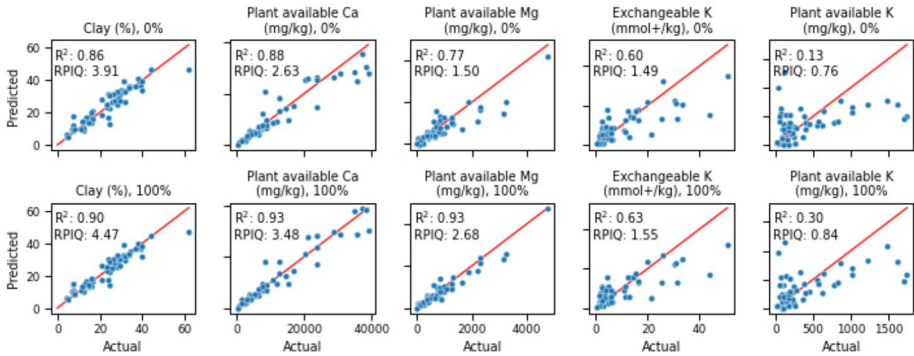 Clay (%), 0%
R²: 0.86
RPIQ: 3.91
Predicted
60
40
20
0
Plant available Ca
(mg/kg), 0%
R²: 0.88
RPIQ: 2.63
Plant available Mg
(mg/kg), 0%
R²: 0.77
RPIQ: 1.50
Exchangeable K
(mmol+/kg), 0%
R²: 0.60
RPIQ: 1.49
Plant available K
(mg/kg), 0%
R²: 0.13
RPIQ: 0.76
Clay (%), 100%
R²: 0.90
RPIQ: 4.47
Predicted
60
40
20
0
0 20 40 60
Actual
Plant available Ca
(mg/kg), 100%
R²: 0.93
RPIQ: 3.48
0 20000 40000
Actual
Plant available Mg
(mg/kg), 100%
R²: 0.93
RPIQ: 2.68
0 2000 4000
Actual
Exchangeable K
(mmol+/kg), 100%
R²: 0.63
RPIQ: 1.55
0 20 40
Actual
Plant available K
(mg/kg), 100%
R²: 0.30
RPIQ: 0.84
0 500 1000 1500
Actual